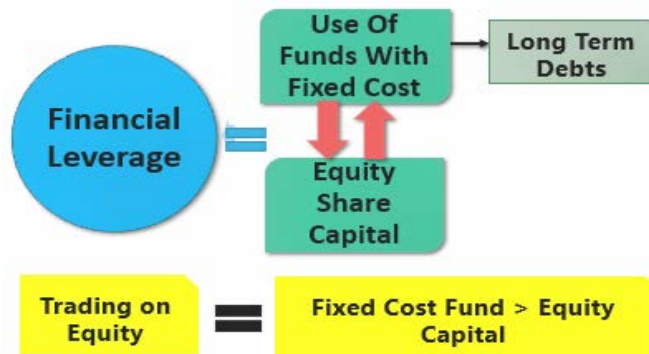 Financial
Leverage
=
Use Of
Funds With
Fixed Cost
Long Term
Debts
Equity
Share
Capital
Trading on
Equity
=
Fixed Cost Fund > Equity
Capital